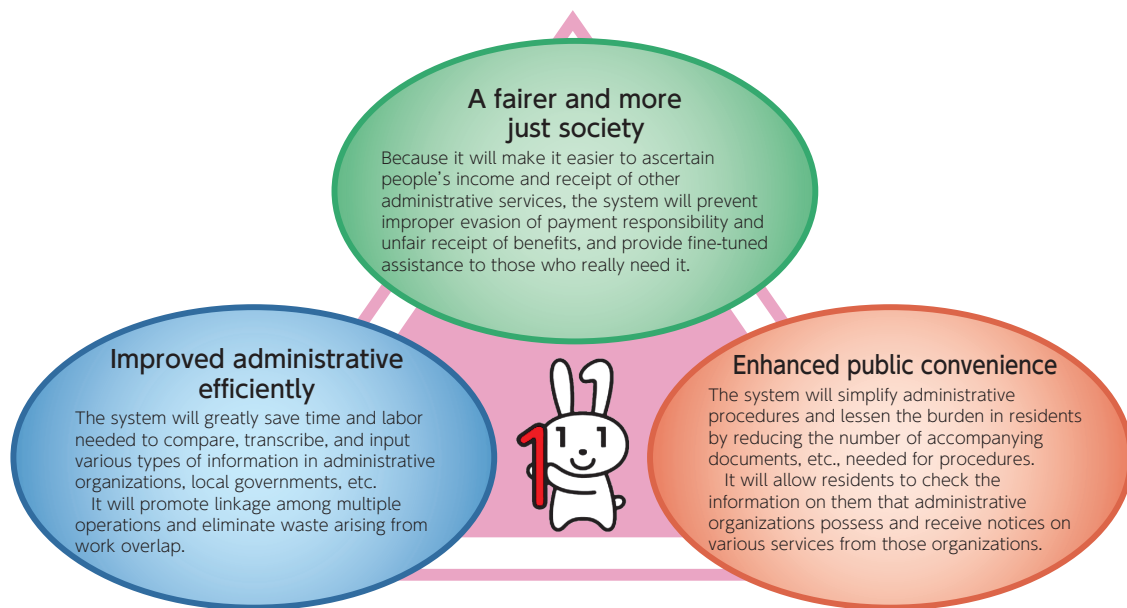 A fairer and more
just society
Because it will make it easier to ascertain
people's income and receipt of other
administrative services, the system will prevent
improper evasion of payment responsibility and
unfair receipt of benefits, and provide fine-tuned
assistance to those who really need it.
Improved administrative
efficiently
The system will greatly save time and labor
needed to compare, transcribe, and input
various types of information in administrative
organizations, local governments, etc.
It will promote linkage among multiple
operations and eliminate waste arising from
work overlap.
1
Enhanced public convenience
The system will simplify administrative
procedures and lessen the burden in residents
by reducing the number of accompanying
documents, etc., needed for procedures.
It will allow residents to check the
information on them that administrative
organizations possess and receive notices on
various services from those organizations.